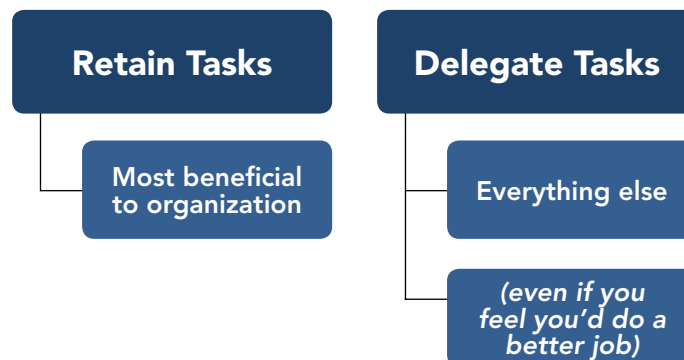 Retain Tasks
Most beneficial
to organization
Delegate Tasks
Everything else
(even if you
feel you'd do a
better job)